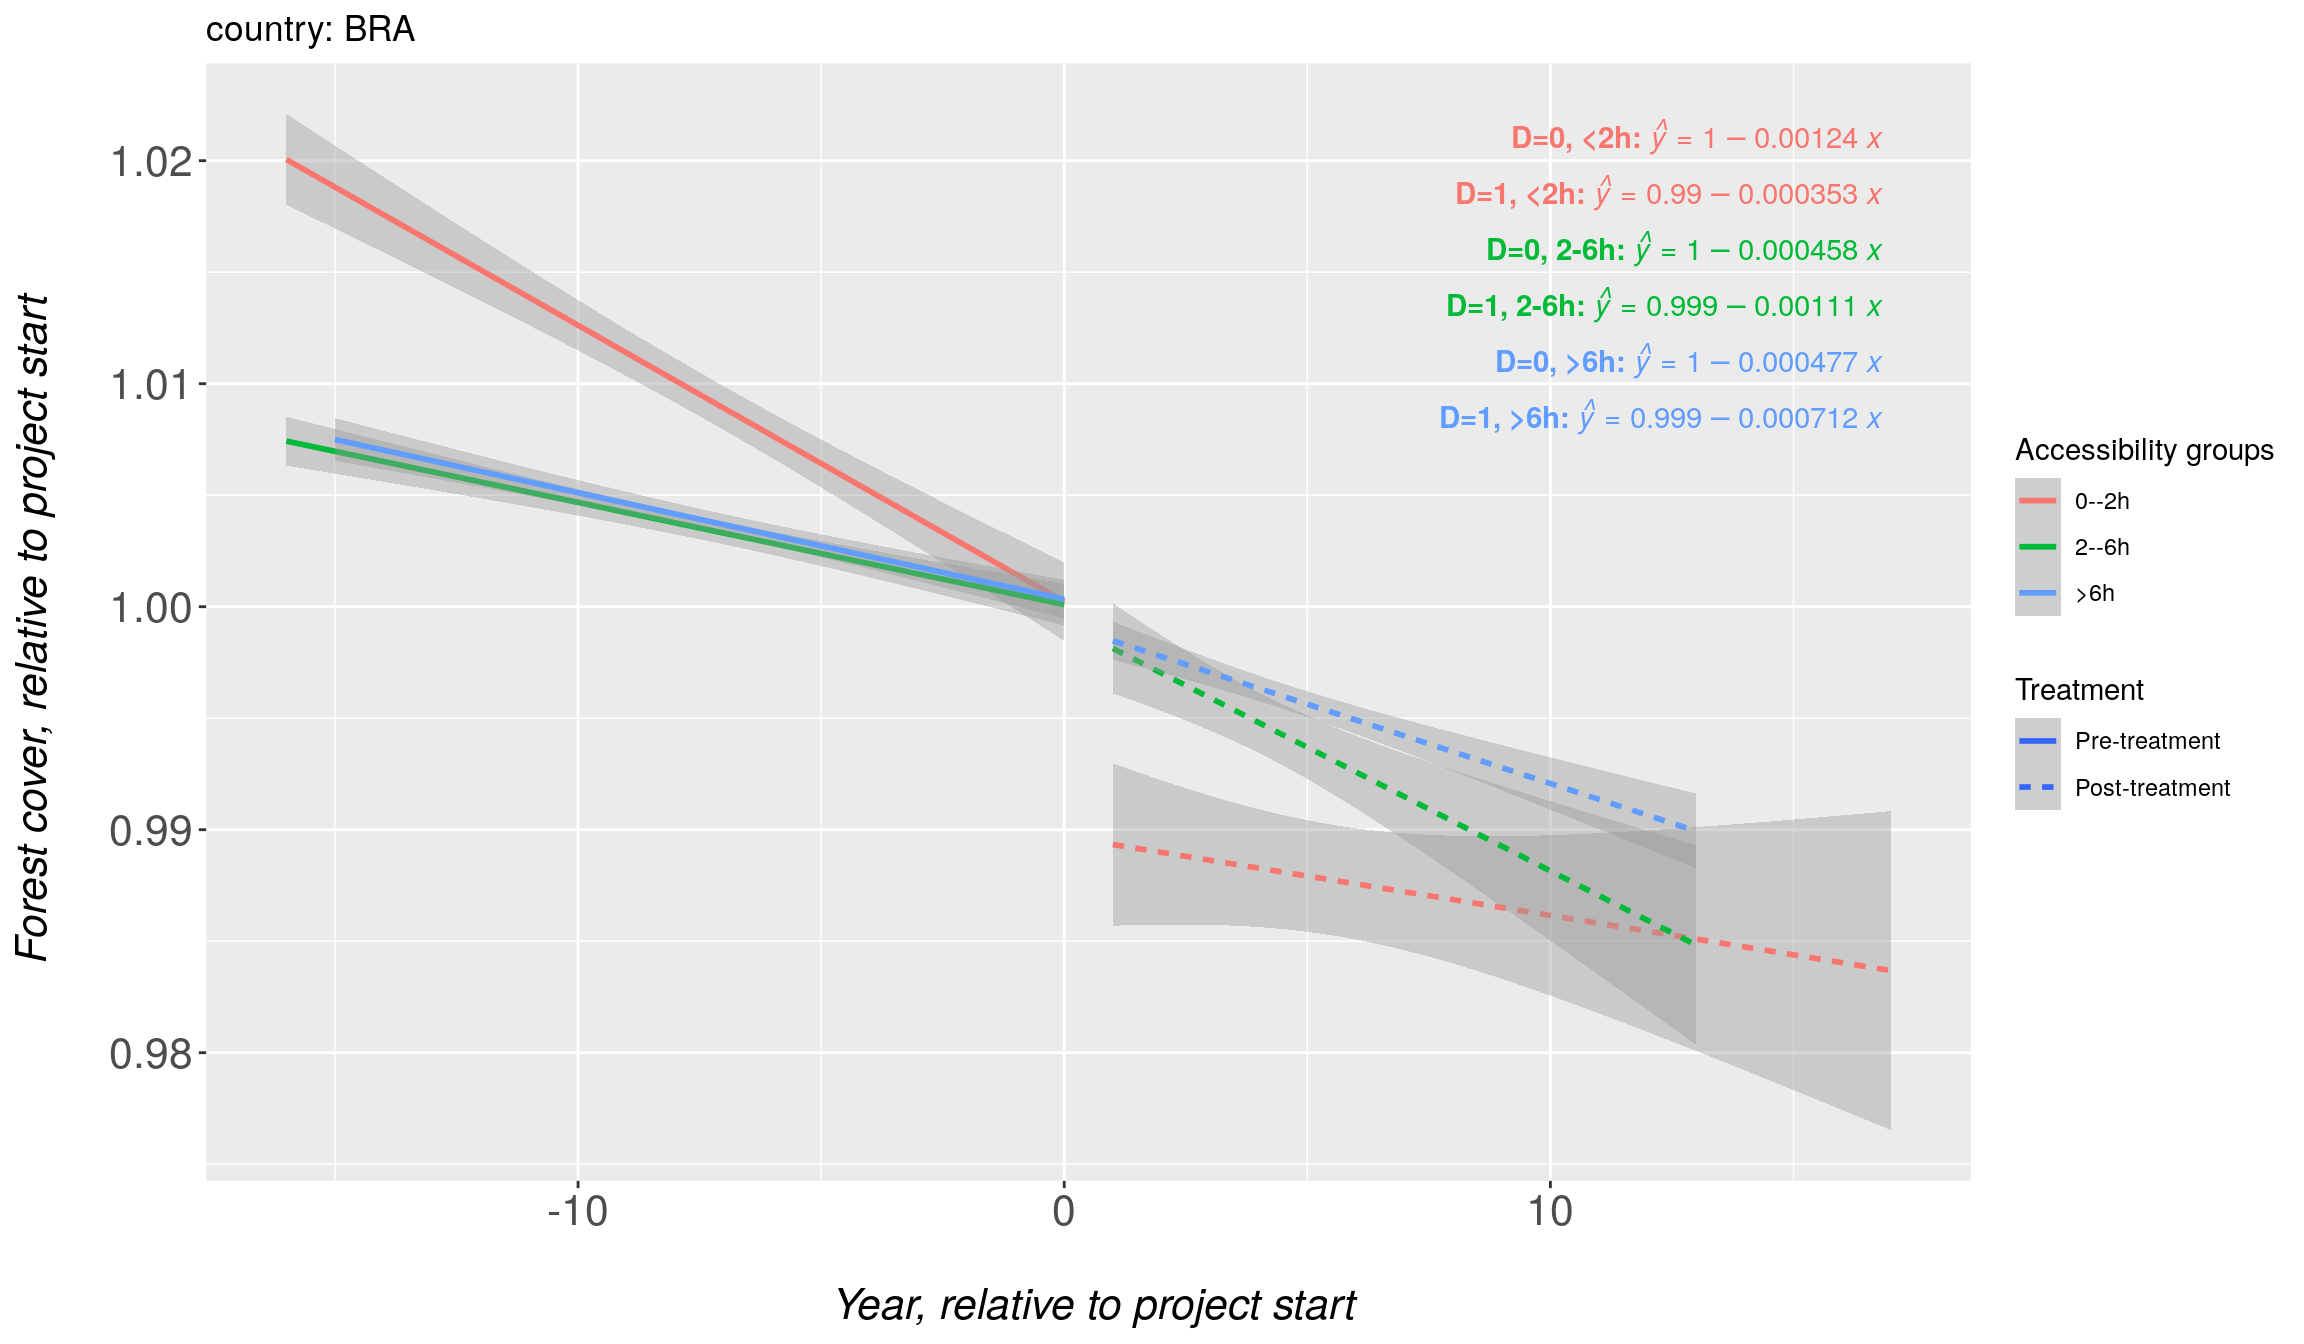 country: BRA
D=0, <2h: ŷ = 1 − 0.00124 x
D=1, <2h: ŷ = 0.99 − 0.000353 x
D=0, 2-6h: ŷ = 1 − 0.000458 x
D=1, 2-6h: ŷ = 0.999 − 0.00111 x
D=0, >6h: ŷ = 1 − 0.000477 x
D=1, >6h: ŷ = 0.999 − 0.000712 x
1.02
1.01
1.00
0.99
0.98
Forest cover, relative to project start
-10
0
10
Year, relative to project start
Accessibility groups
0--2h
2--6h
>6h
Treatment
Pre-treatment
Post-treatment